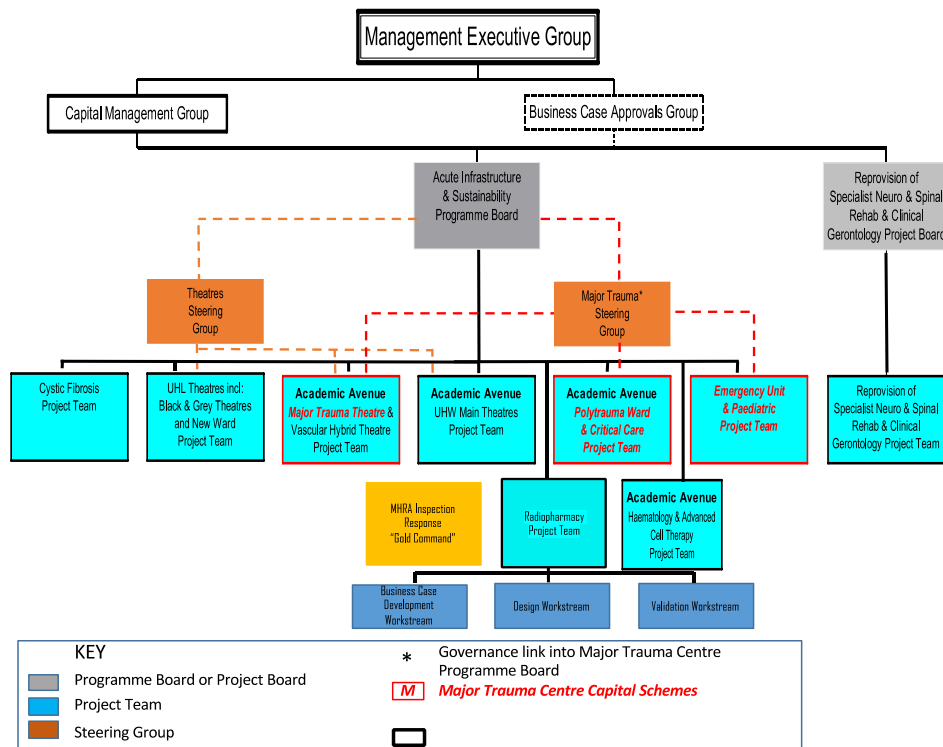 Management Executive Group
Capital Management Group
Business Case Approvals Group
Acute Infrastructure
& Sustainability
Programme Board
Reprovision of
Specialist Neuro & Spinal
Rehab & Clinical
Gerontology Project Board
Theatres
Steering
Group
Major Trauma*
Steering
Group
Cystic Fibrosis
Project Team
UHL Theatres incl:
Black & Grey Theatres
and New Ward
Project Team
Academic Avenue
Major Trauma Theatre &
Vascular Hybrid Theatre
Project Team
Academic Avenue
UHW Main Theatres
Project Team
Academic Avenue
Polytrauma Ward
& Critical Care
Project Team
Emergency Unit
& Paediatric
Project Team
Reprovision of
Specialist Neuro & Spinal
Rehab & Clinical
Gerontology Project Team
MHRA Inspection
Response
"Gold Command"
Radiopharmacy
Project Team
Academic Avenue
Haematology & Advanced
Cell Therapy
Project Team
Business Case
Development
Workstream
Design Workstream
Validation Workstream
KEY
Programme Board or Project Board
Project Team
Steering Group
* Governance link into Major Trauma Centre
Programme Board
M Major Trauma Centre Capital Schemes